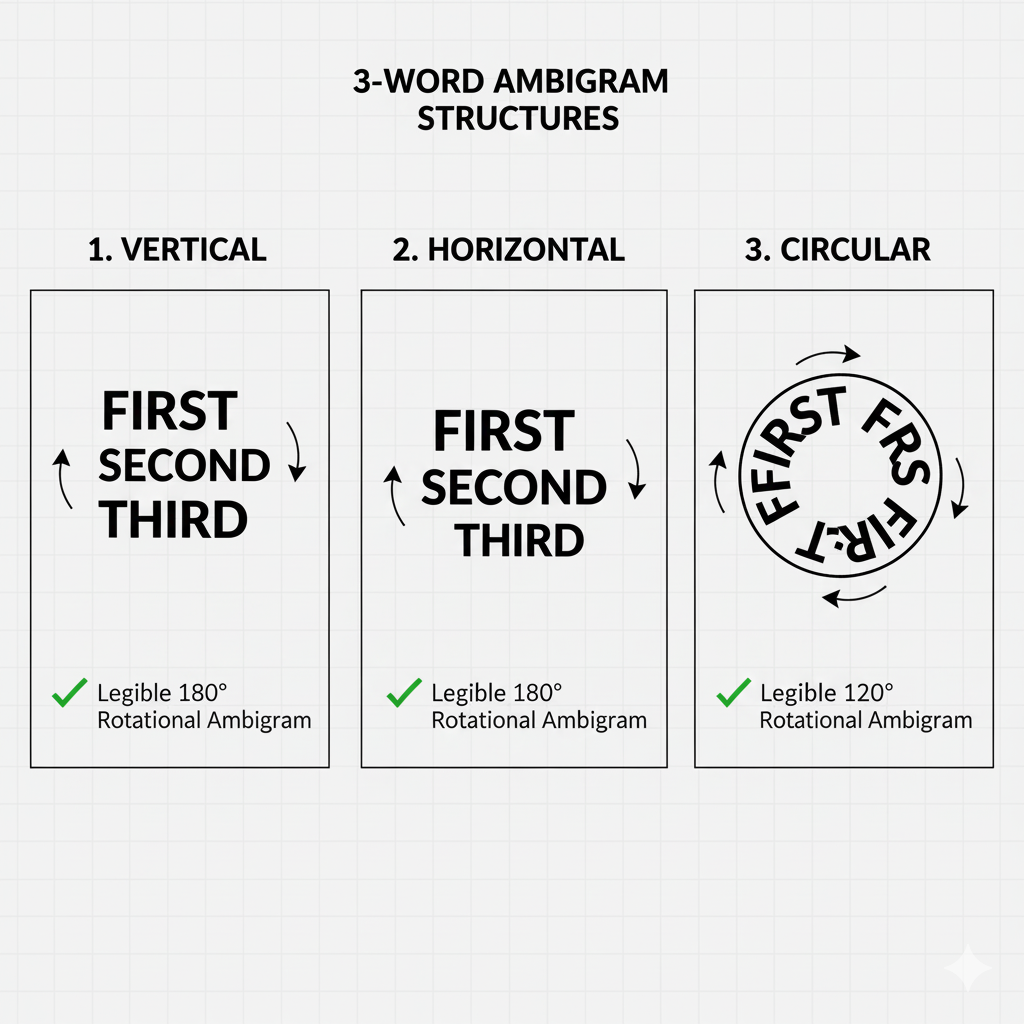 3-WORD AMBIGRAM
STRUCTURES
1. VERTICAL
FIRST
SECOND
THIRD
Legible 180°
Rotational Ambigram
2. HORIZONTAL
FIRST
SECOND
THIRD
Legible 180°
Rotational Ambigram
3. CIRCULAR
FFIRST FRS
Legible 120°
Rotational Ambigram